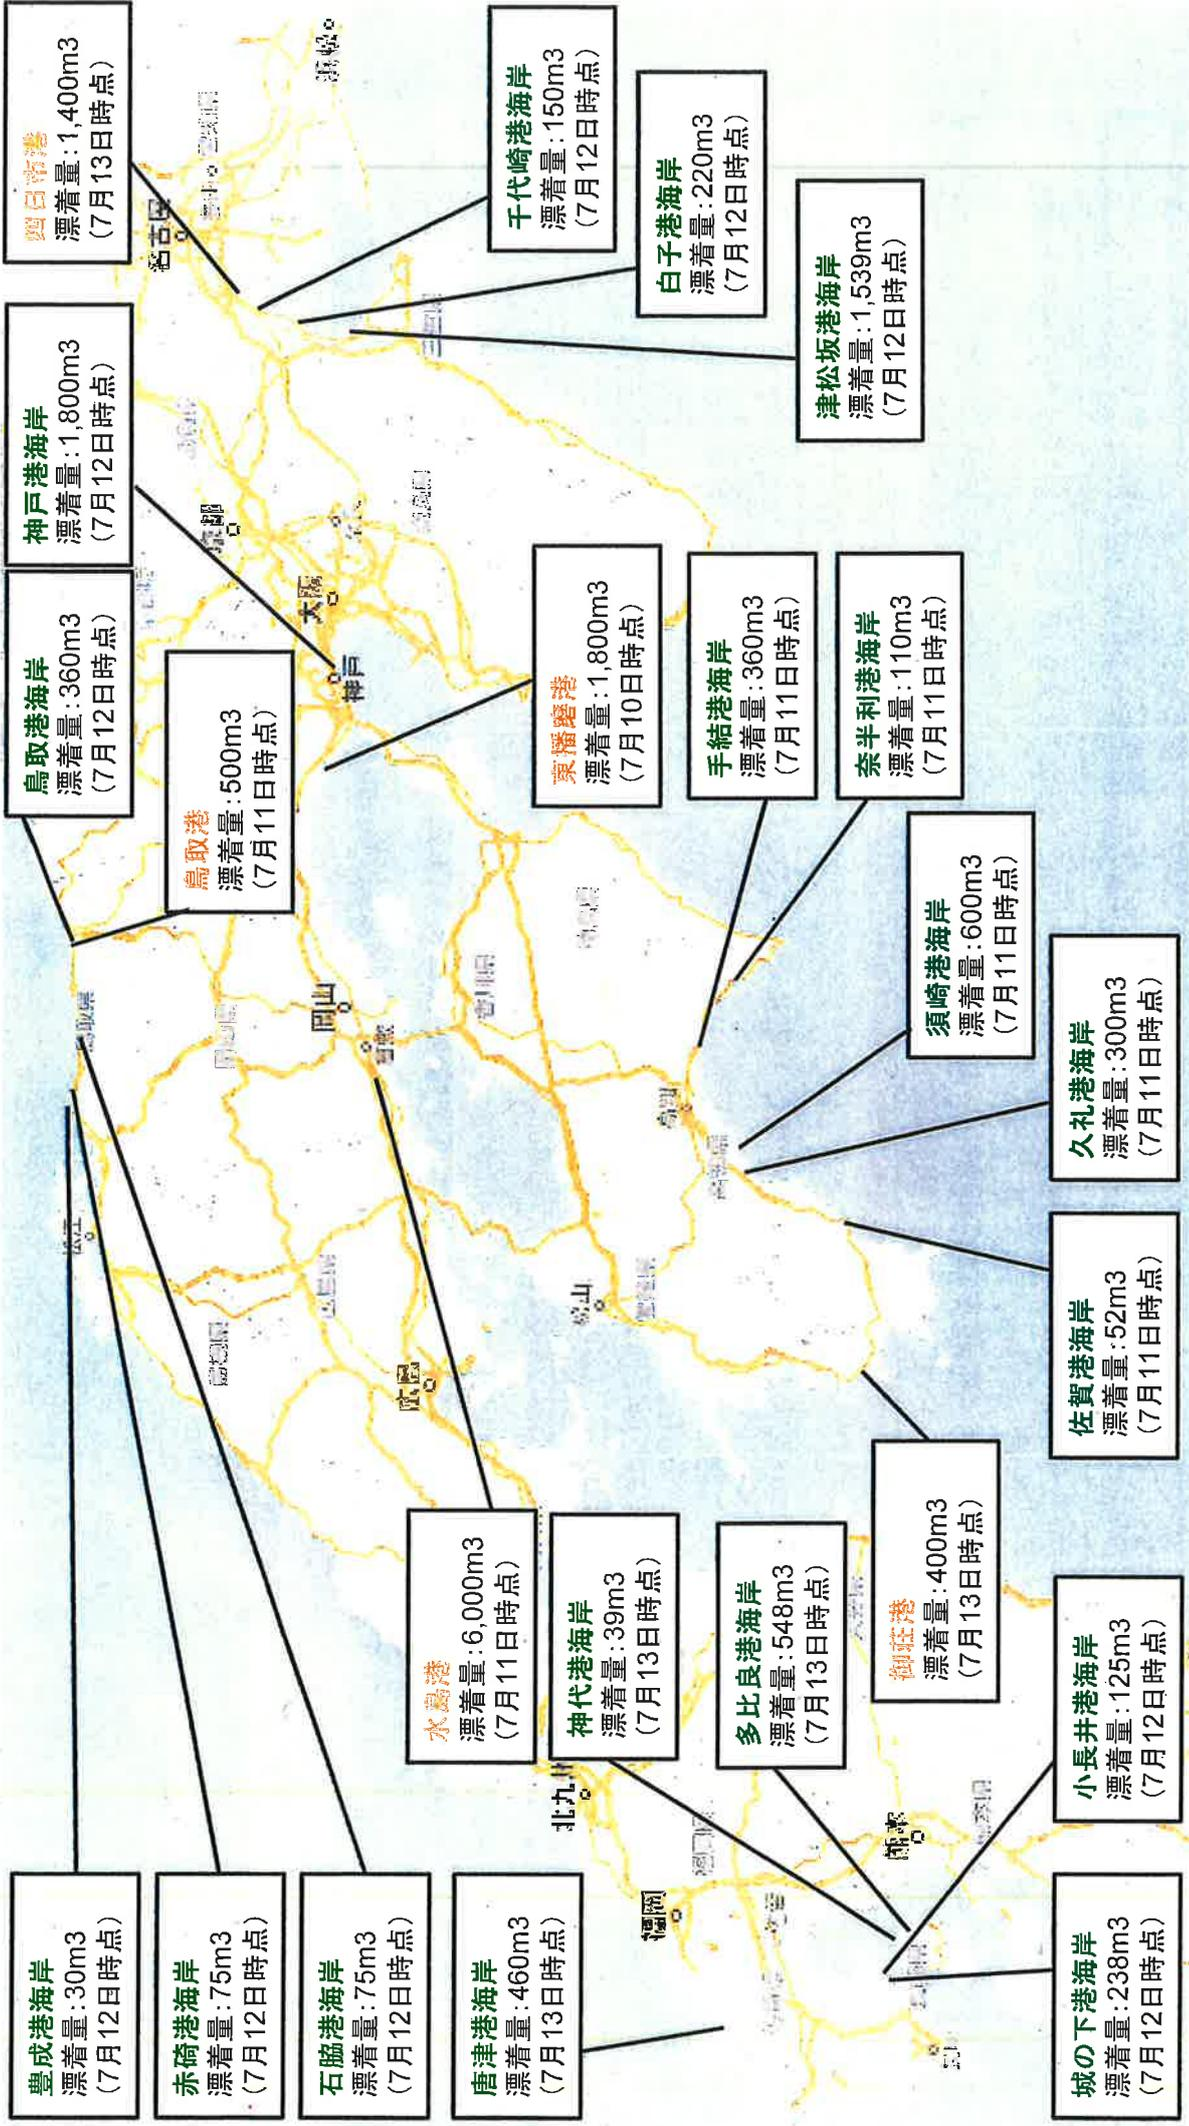 豊成港海岸
漂着量:30m3
(7月12日時点)
赤碕港海岸
漂着量:75m3
(7月12日時点)
石脇港海岸
漂着量:75m3
(7月12日時点)
唐津港海岸
漂着量:460m3
(7月13日時点)
鳥取港海岸
漂着量:360m3
(7月12日時点)
神戸港海岸
漂着量:1,800m3
(7月12日時点)
四日市港
漂着量:1,400m3
(7月13日時点)
鳥取港
漂着量:500m3
(7月11日時点)
水島港
漂着量:6,000m3
(7月11日時点)
神代港海岸
漂着量:39m3
(7月13日時点)
多比良港海岸
漂着量:548m3
(7月13日時点)
御荘港
漂着量:400m3
(7月13日時点)
小長井港海岸
漂着量:125m3
(7月12日時点)
城の下港海岸
漂着量:238m3
(7月12日時点)
佐賀港海岸
漂着量:52m3
(7月11日時点)
久礼港海岸
漂着量:300m3
(7月11日時点)
須崎港海岸
漂着量:600m3
(7月11日時点)
奈半利港海岸
漂着量:110m3
(7月11日時点)
手結港海岸
漂着量:360m3
(7月11日時点)
東播磨港
漂着量:1,800m3
(7月10日時点)
千代崎港海岸
漂着量:150m3
(7月12日時点)
白子港海岸
漂着量:220m3
(7月12日時点)
津松坂港海岸
漂着量:1,539m3
(7月12日時点)
名古屋
浜松
京都
大阪
神戸
岡山
倉敷
鳥取県
香川県
松江
広島
松山
高知
北九州
福岡
熊本